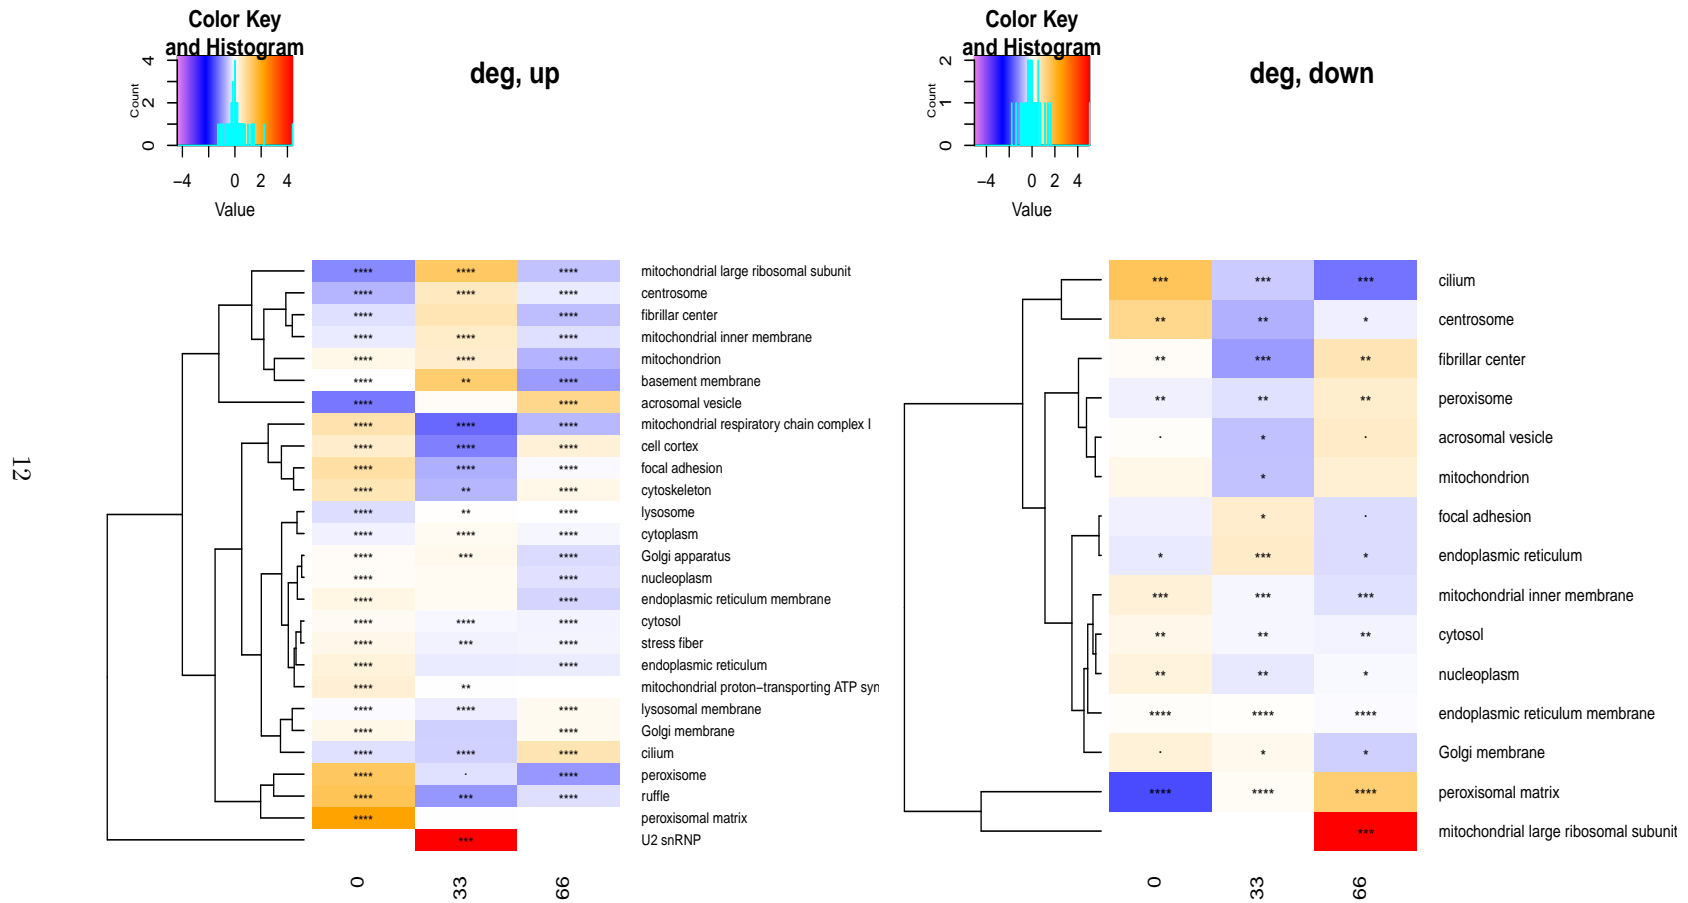 Color Key
and Histogram
Count
0 2 4
−4 0 2 4
Value
deg, up
**** **** **** mitochondrial large ribosomal subunit
**** **** **** centrosome
**** **** fibrillar center
**** **** **** mitochondrial inner membrane
**** **** **** mitochondrion
**** ** **** basement membrane
**** **** acrosomal vesicle
**** **** **** mitochondrial respiratory chain complex I
**** **** **** cell cortex
**** **** **** focal adhesion
**** ** **** cytoskeleton
**** ** **** lysosome
**** **** **** cytoplasm
**** *** **** Golgi apparatus
**** **** nucleoplasm
**** **** endoplasmic reticulum membrane
**** **** **** cytosol
**** *** **** stress fiber
**** **** endoplasmic reticulum
**** ** mitochondrial proton−transporting ATP syn
**** **** **** lysosomal membrane
**** **** Golgi membrane
**** **** **** cilium
**** . **** peroxisome
**** *** **** ruffle
**** peroxisomal matrix
*** U2 snRNP
0 33 66
Color Key
and Histogram
Count
0 1 2
−4 0 2 4
Value
deg, down
*** *** *** cilium
** ** * centrosome
** *** ** fibrillar center
** ** ** peroxisome
. * . acrosomal vesicle
* mitochondrion
* . focal adhesion
* *** * endoplasmic reticulum
*** *** *** mitochondrial inner membrane
** ** ** cytosol
** ** * nucleoplasm
**** **** **** endoplasmic reticulum membrane
. * * Golgi membrane
**** **** **** peroxisomal matrix
*** mitochondrial large ribosomal subunit
0 33 66
12